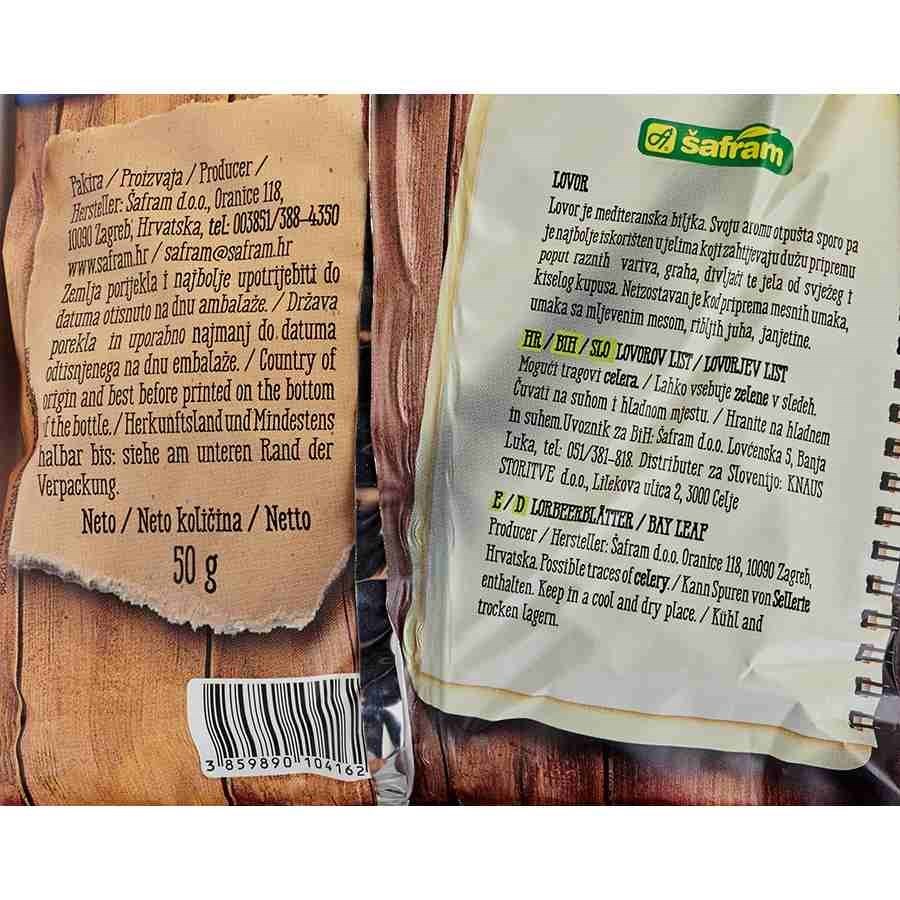 Pakira / Proizvaja / Producer /
Hersteller: Šafram d.o.o., Oranice 118,
10090 Zagreb, Hrvatska, tel: 003851/388-4350
www.safram.hr / safram@safram.hr
Zemlja porijekla i najbolje upotrijebiti do
datuma otisnuto na dnu ambalaže. / Država
porekla in uporabno najmanj do datuma
odtisnjenega na dnu embalaže. / Country of
origin and best before printed on the bottom
f the bottle. / Herkunftsland und Mindestens
halbar bis: siehe am unteren Rand der
Verpackung.
Neto / Neto količina / Netto
50 g
3 859890 104162
šafram
LOVOR
Lovor je mediteranska biljka. Svoju aromu otpušta sporo pa
je najbolje iskorišten u jelima koji zahtijevaju dužu pripremu
poput raznih variva, graha, divljači te jela od svježeg i
kiselog kupusa. Neizostavan je kod priprema mesnih umaka,
umaka sa mljevenim mesom, ribljih juha, janjetine.
HR / BIH / SLO LOVOROV LIST / LOVORJEV LIST
Mogući tragovi celera. / Lahko vsebuje zelene v sledeh.
Čuvati na suhom i hladnom mjestu. / Hranite na hladnem
in suhem. Uvoznik za BiH: Šafram d.o.o. Lovćenska 5, Banja
Luka, tel: 051/381-818. Distributer za Slovenijo: KNAUS
STORITVE d.o.o., Lilekova ulica 2, 3000 Celje
E / D LORBEERBLÄTTER / BAY LEAF
Producer / Hersteller: Šafram d.o.o. Oranice 118, 10090 Zagreb,
Hrvatska. Possible traces of celery. / Kann Spuren von Sellerie
enthalten. Keep in a cool and dry place. / Kühl and
trocken lagern.